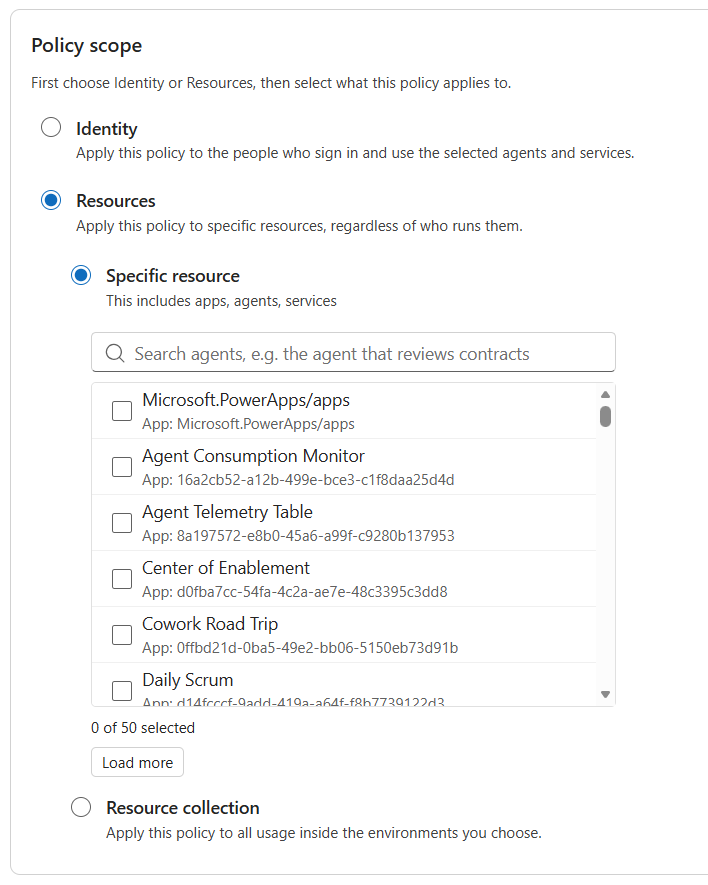 Policy scope
First choose Identity or Resources, then select what this policy applies to.
Identity
Apply this policy to the people who sign in and use the selected agents and services.
Resources
Apply this policy to specific resources, regardless of who runs them.
Specific resource
This includes apps, agents, services
Search agents, e.g. the agent that reviews contracts
Microsoft.PowerApps/apps
App: Microsoft.PowerApps/apps
Agent Consumption Monitor
App: 16a2cb52-a12b-499e-bce3-c1f8daa25d4d
Agent Telemetry Table
App: 8a197572-e8b0-45a6-a99f-c9280b137953
Center of Enablement
App: d0fba7cc-54fa-4c2a-ae7e-48c3395c3dd8
Cowork Road Trip
App: 0ffbd21d-0ba5-49e2-bb06-5150eb73d91b
Daily Scrum
App: d14fcccf-9add-419a-a64f-f8b7739122d3
0 of 50 selected
Load more
Resource collection
Apply this policy to all usage inside the environments you choose.